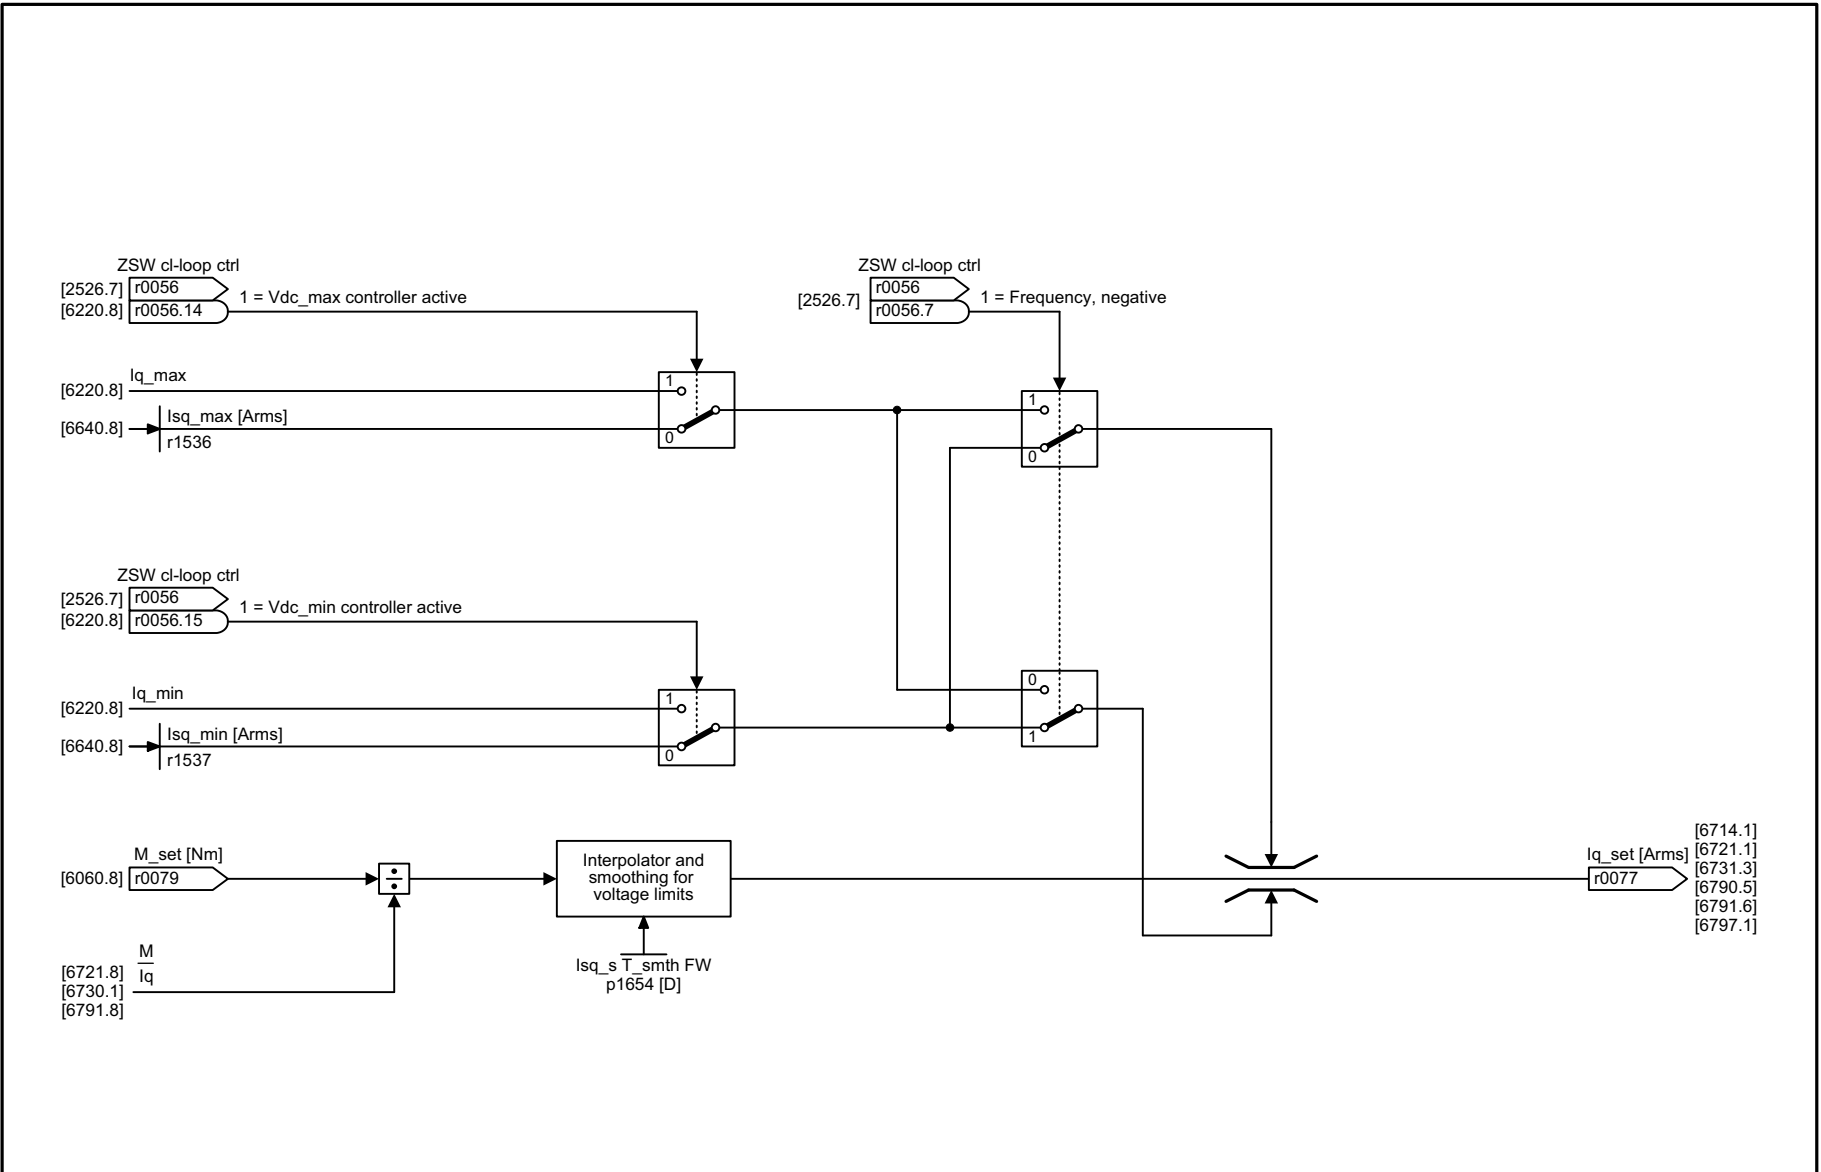 ZSW cl-loop ctrl
[2526.7] r0056
[6220.8] r0056.14
1 = Vdc_max controller active
ZSW cl-loop ctrl
r0056
[2526.7]
r0056.7
1 = Frequency, negative
Iq_max
[6220.8]
1
Isq_max [Arms]
[6640.8]
r1536
0
1
0
ZSW cl-loop ctrl
[2526.7] r0056
[6220.8] r0056.15
1 = Vdc_min controller active
Iq_min
[6220.8]
1
Isq_min [Arms]
[6640.8]
r1537
0
0
1
M_set [Nm]
[6060.8] r0079
÷
Interpolator and
smoothing for
voltage limits
Isq_s T_smth FW
p1654 [D]
M
Iq
[6721.8]
[6730.1]
[6791.8]
Iq_set [Arms]
r0077
[6714.1]
[6721.1]
[6731.3]
[6790.5]
[6791.6]
[6797.1]